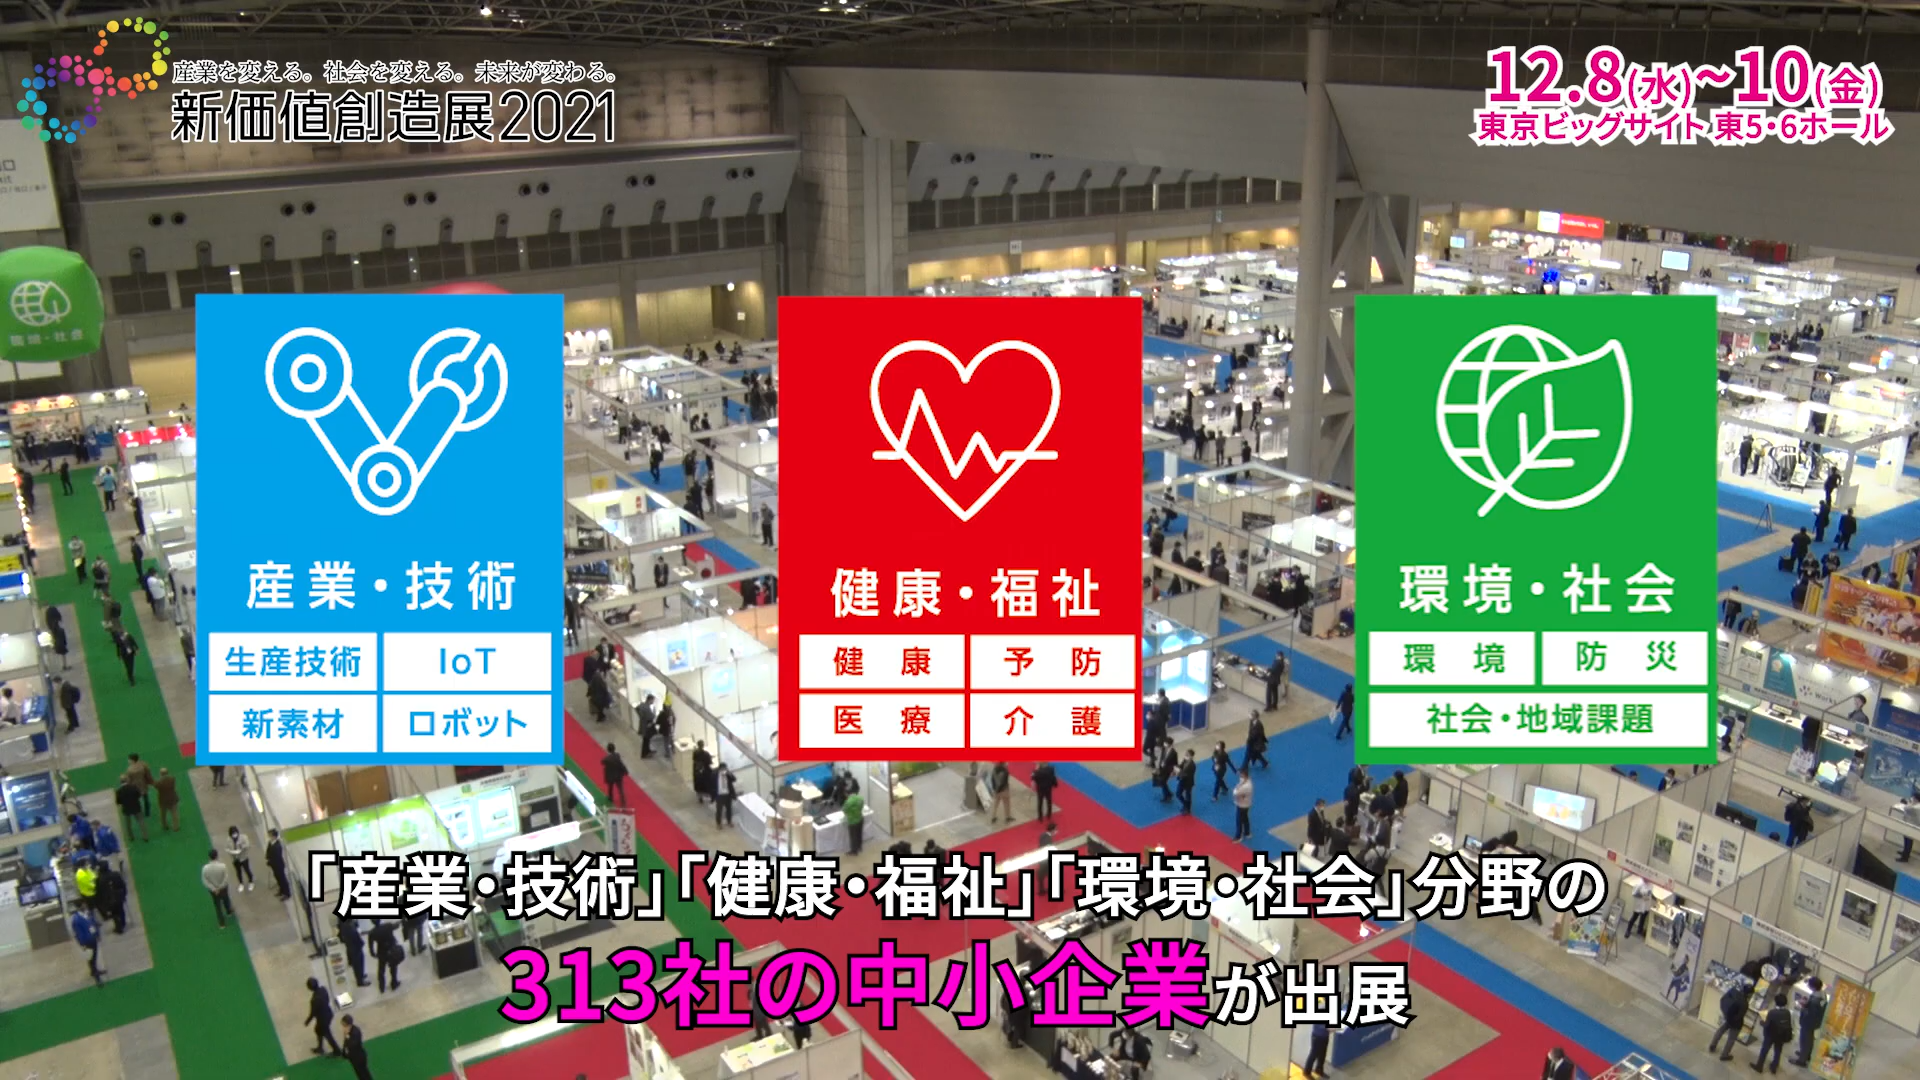 産業を変える。社会を変える。未来が変わる。
新価値創造展2021
12.8(水)~10(金)
東京ビッグサイト 東5・6ホール
環境・社会
産業・技術
生産技術
IoT
新素材
ロボット
健康・福祉
健 康
予 防
医 療
介 護
環境・社会
環 境
防 災
社会・地域課題
「産業・技術」「健康・福祉」「環境・社会」分野の
313社の中小企業が出展